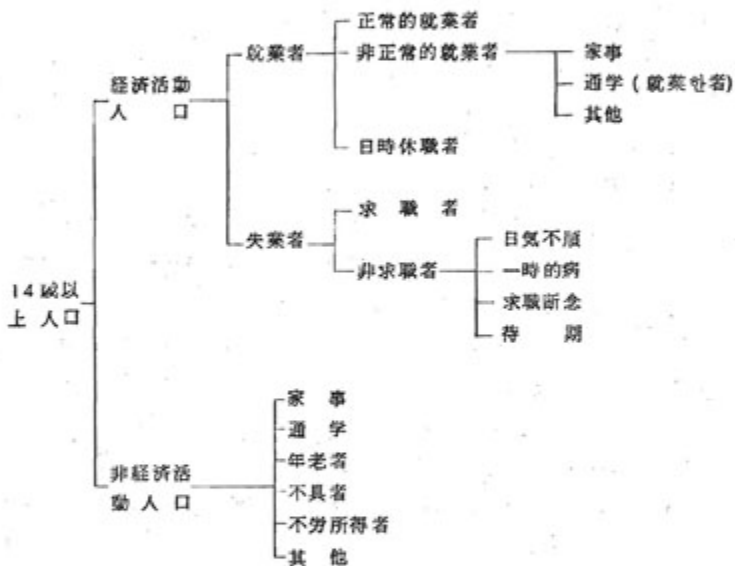 14歳以
上人口
経済活動
人口
就業者
正常的就業者
非正常的就業者
家事
通学(就業한者)
其他
日時休職者
失業者
求職者
非求職者
日気不順
一時的病
求職断念
待期
非経済活
動人口
家事
通学
年老者
不具者
不労所得者
其他